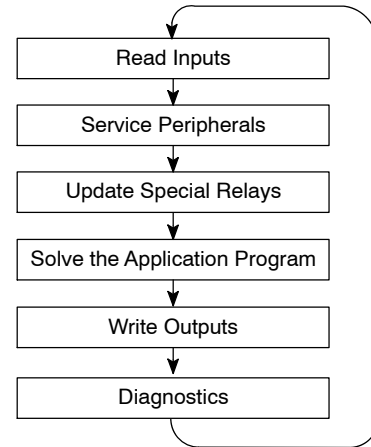 Read Inputs
Service Peripherals
Update Special Relays
Solve the Application Program
Write Outputs
Diagnostics